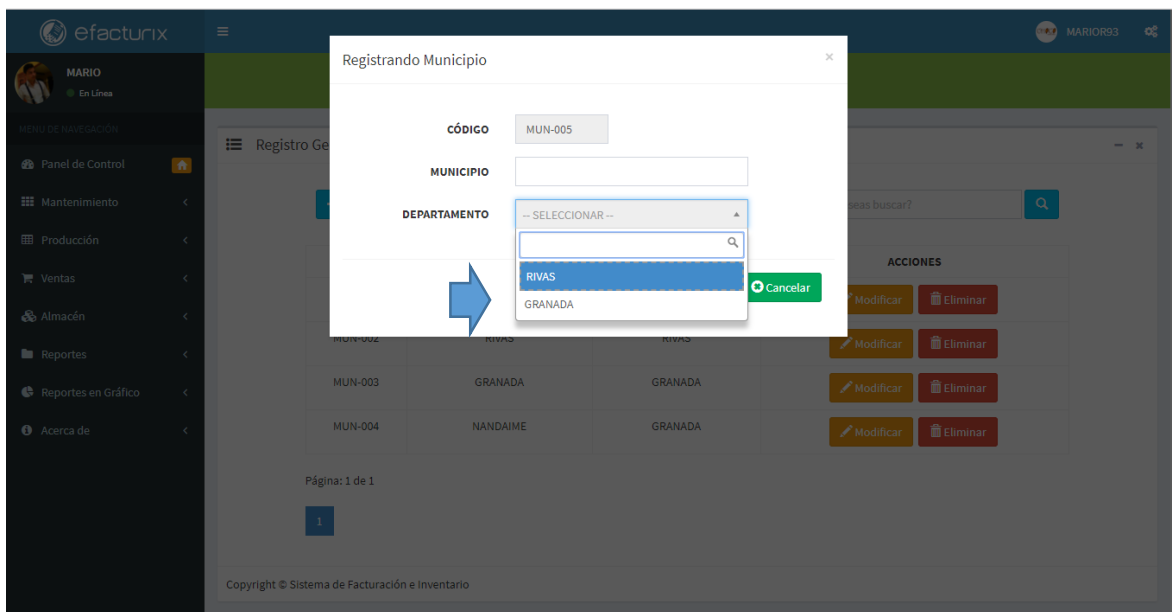 efacturix
MARIOR93
MARIO
En Línea
MENU DE NAVEGACIÓN
Panel de Control
Mantenimiento
Producción
Ventas
Almacén
Reportes
Reportes en Gráfico
Acerca de
Registrando Municipio
×
CÓDIGO MUN-005
MUNICIPIO
DEPARTAMENTO -- SELECCIONAR --
RIVAS
GRANADA
Cancelar
Registro Ge
seas buscar?
ACCIONES
Modificar Eliminar
MUN-002 RIVAS RIVAS Modificar Eliminar
MUN-003 GRANADA GRANADA Modificar Eliminar
MUN-004 NANDAIME GRANADA Modificar Eliminar
Página: 1 de 1
1
Copyright © Sistema de Facturación e Inventario